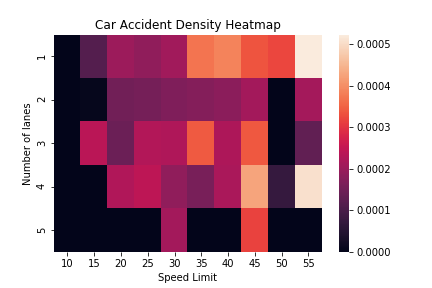 Car Accident Density Heatmap
Number of lanes
1
2
3
4
5
10 15 20 25 30 35 40 45 50 55
Speed Limit
0.0005
0.0004
0.0003
0.0002
0.0001
0.0000